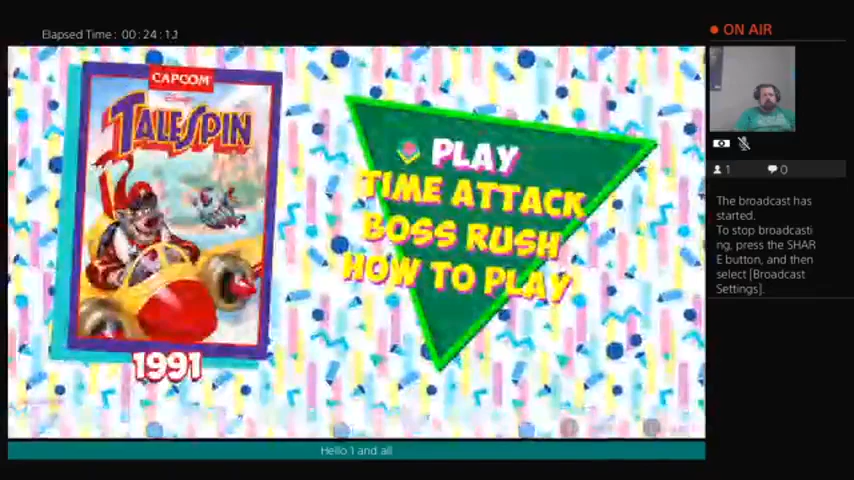 Elapsed Time : 00:24:12
ON AIR
CAPCOM
Disney's
TALESPIN
1991
PLAY
TIME ATTACK
BOSS RUSH
HOW TO PLAY
1
0
The broadcast has
started.
To stop broadcasti
ng, press the SHAR
E button, and then
select [Broadcast
Settings].
Hello 1 and all